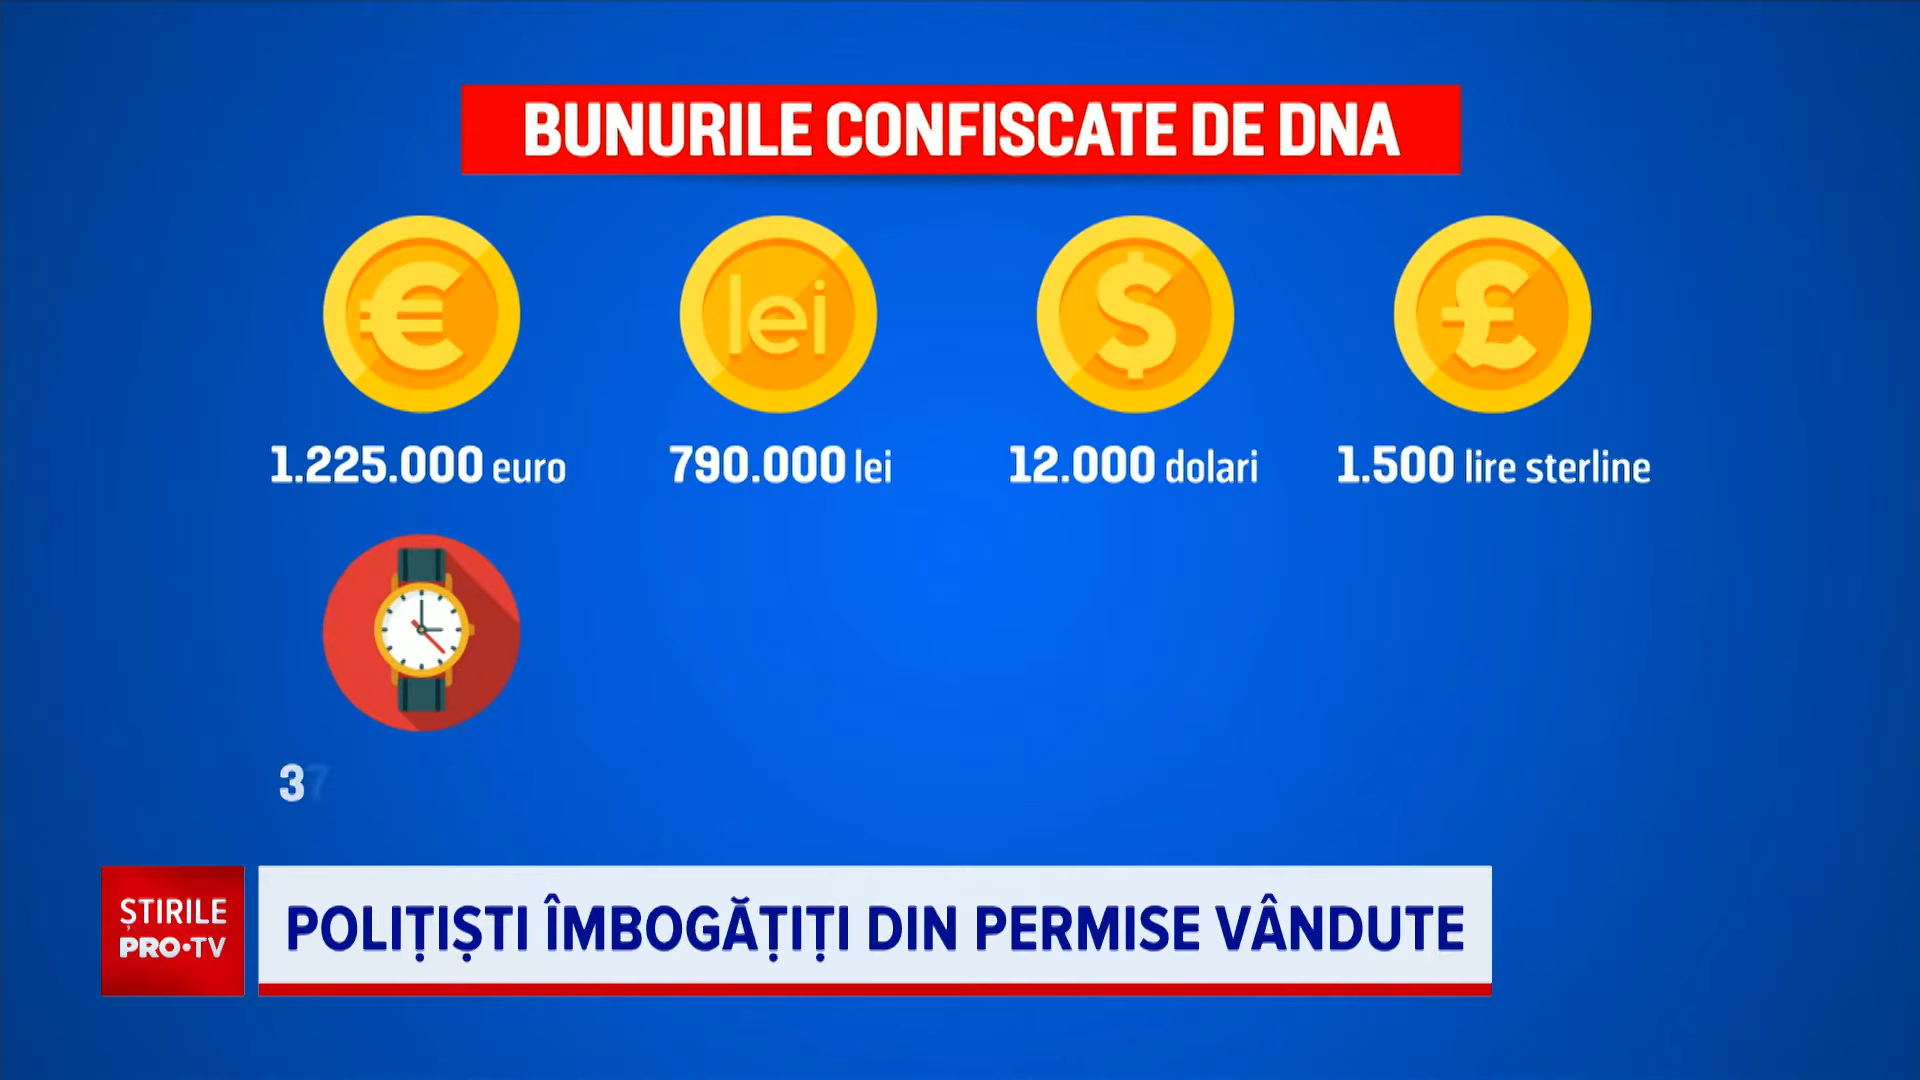 BUNURILE CONFISCATE DE DNA
€
lei
$
£
1.225.000 euro
790.000 lei
12.000 dolari
1.500 lire sterline
37
ȘTIRILE
PRO•TV
POLIȚIȘTI ÎMBOGĂȚIȚI DIN PERMISE VÂNDUTE